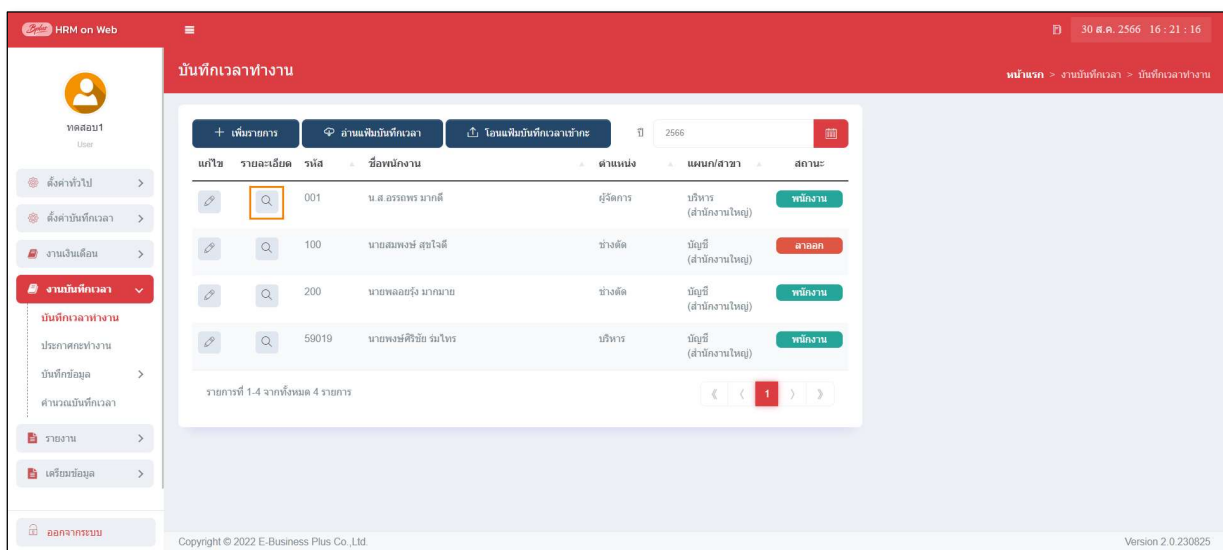 Bplus HRM on Web
30 ส.ค. 2566 16 : 21 : 16
บันทึกเวลาทำงาน
หน้าแรก > งานบันทึกเวลา > บันทึกเวลาทำงาน
ทดสอบ1
User
ตั้งค่าทั่วไป
ตั้งค่าบันทึกเวลา
งานเงินเดือน
งานบันทึกเวลา
บันทึกเวลาทำงาน
ประกาศกะทำงาน
บันทึกข้อมูล
คำนวณบันทึกเวลา
รายงาน
เตรียมข้อมูล
ออกจากระบบ
+ เพิ่มรายการ อ่านแฟ้มบันทึกเวลา โอนแฟ้มบันทึกเวลาเข้ากะ ปี 2566
แก้ไข รายละเอียด รหัส ชื่อพนักงาน ตำแหน่ง แผนก/สาขา สถานะ
001 น.ส.อรรถพร มากดี ผู้จัดการ บริหาร พนักงาน
(สำนักงานใหญ่)
100 นายสมพงษ์ สุขใจดี ช่างตัด บัญชี ลาออก
(สำนักงานใหญ่)
200 นายพลอยรุ้ง มากมาย ช่างตัด บัญชี พนักงาน
(สำนักงานใหญ่)
59019 นายพงษ์ศิริชัย ร่มไทร บริหาร บัญชี พนักงาน
(สำนักงานใหญ่)
รายการที่ 1-4 จากทั้งหมด 4 รายการ
1
Copyright © 2022 E-Business Plus Co.,Ltd.
Version 2.0.230825